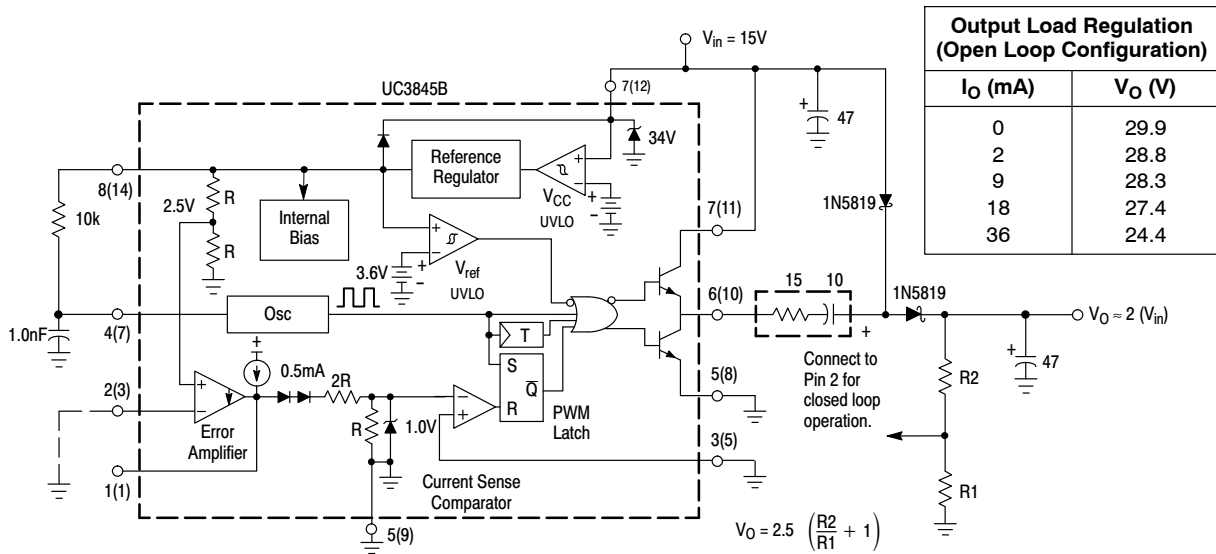 Output Load Regulation
(Open Loop Configuration)
I_O (mA) V_O (V)
0 29.9
2 28.8
9 28.3
18 27.4
36 24.4
V_in = 15V
UC3845B
7(12)
34V
+
47
8(14)
Reference
Regulator
+
-
V_CC
UVLO
+
-
R
2.5V
R
Internal
Bias
10k
1N5819
7(11)
+
-
3.6V
+
-
V_ref
UVLO
15 10
6(10)
+
1N5819
V_O ≈ 2 (V_in)
Osc
T
1.0nF
4(7)
+
0.5mA
S
Q̄
R
PWM
Latch
5(8)
Connect to
Pin 2 for
closed loop
operation.
R2
+
47
2(3)
+
-
Error
Amplifier
2R
R
1.0V
-
+
3(5)
1(1)
Current Sense
Comparator
R1
5(9)
V_O = 2.5 (R2/R1 + 1)